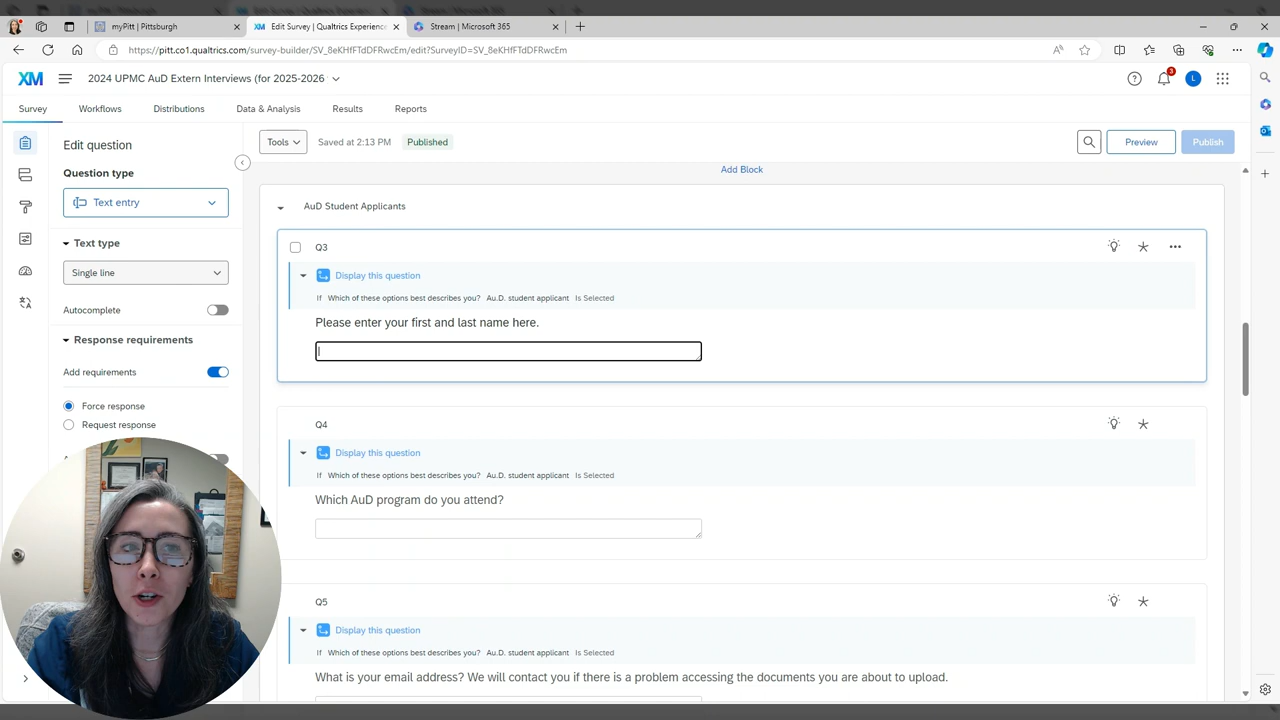 myPitt | Pittsburgh
Edit Survey | Qualtrics Experience
Stream | Microsoft 365
https://pitt.co1.qualtrics.com/survey-builder/SV_8eKHfFTdDFRwcEm/edit?SurveyID=SV_8eKHfFTdDFRwcEm
XM
2024 UPMC AuD Extern Interviews (for 2025-2026
3
L
Survey
Workflows
Distributions
Data & Analysis
Results
Reports
Edit question
Tools
Saved at 2:13 PM
Published
Preview
Publish
Question type
Text entry
Text type
Single line
Autocomplete
Response requirements
Add requirements
Force response
Request response
Add Block
AuD Student Applicants
Q3
Display this question
If Which of these options best describes you? Au.D. student applicant Is Selected
Please enter your first and last name here.
Q4
Display this question
If Which of these options best describes you? Au.D. student applicant Is Selected
Which AuD program do you attend?
Q5
Display this question
If Which of these options best describes you? Au.D. student applicant Is Selected
What is your email address? We will contact you if there is a problem accessing the documents you are about to upload.